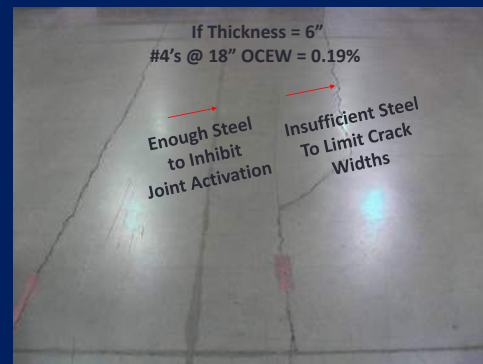 If Thickness = 6”
#4’s @ 18” OCEW = 0.19%
Enough Steel
to Inhibit
Joint Activation
Insufficient Steel
To Limit Crack
Widths